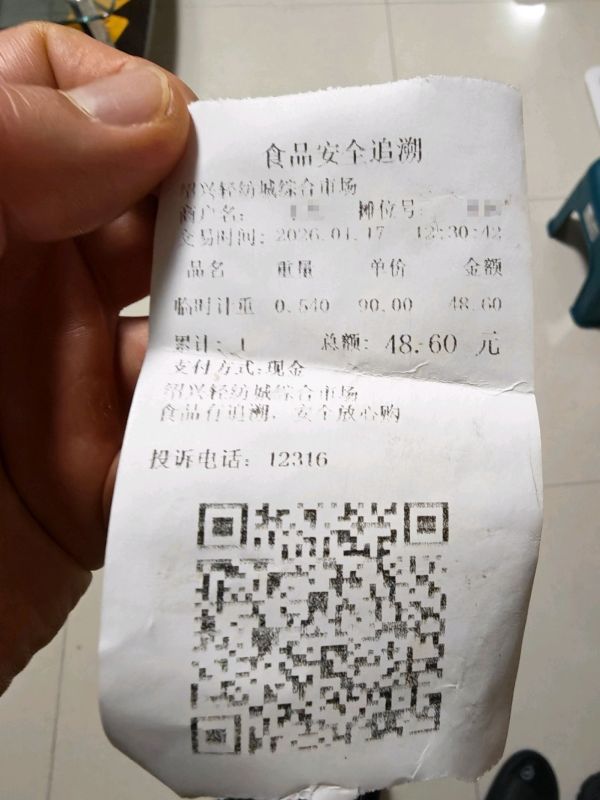 食品安全追溯
绍兴轻纺城综合市场
商户名: 摊位号:
交易时间: 2026.01.17 12:30:42
品名 重量 单价 金额
临时计重 0.540 90.00 48.60
累计: 1 总额: 48.60 元
支付方式:现金
绍兴轻纺城综合市场
食品有追溯, 安全放心购
投诉电话: 12316